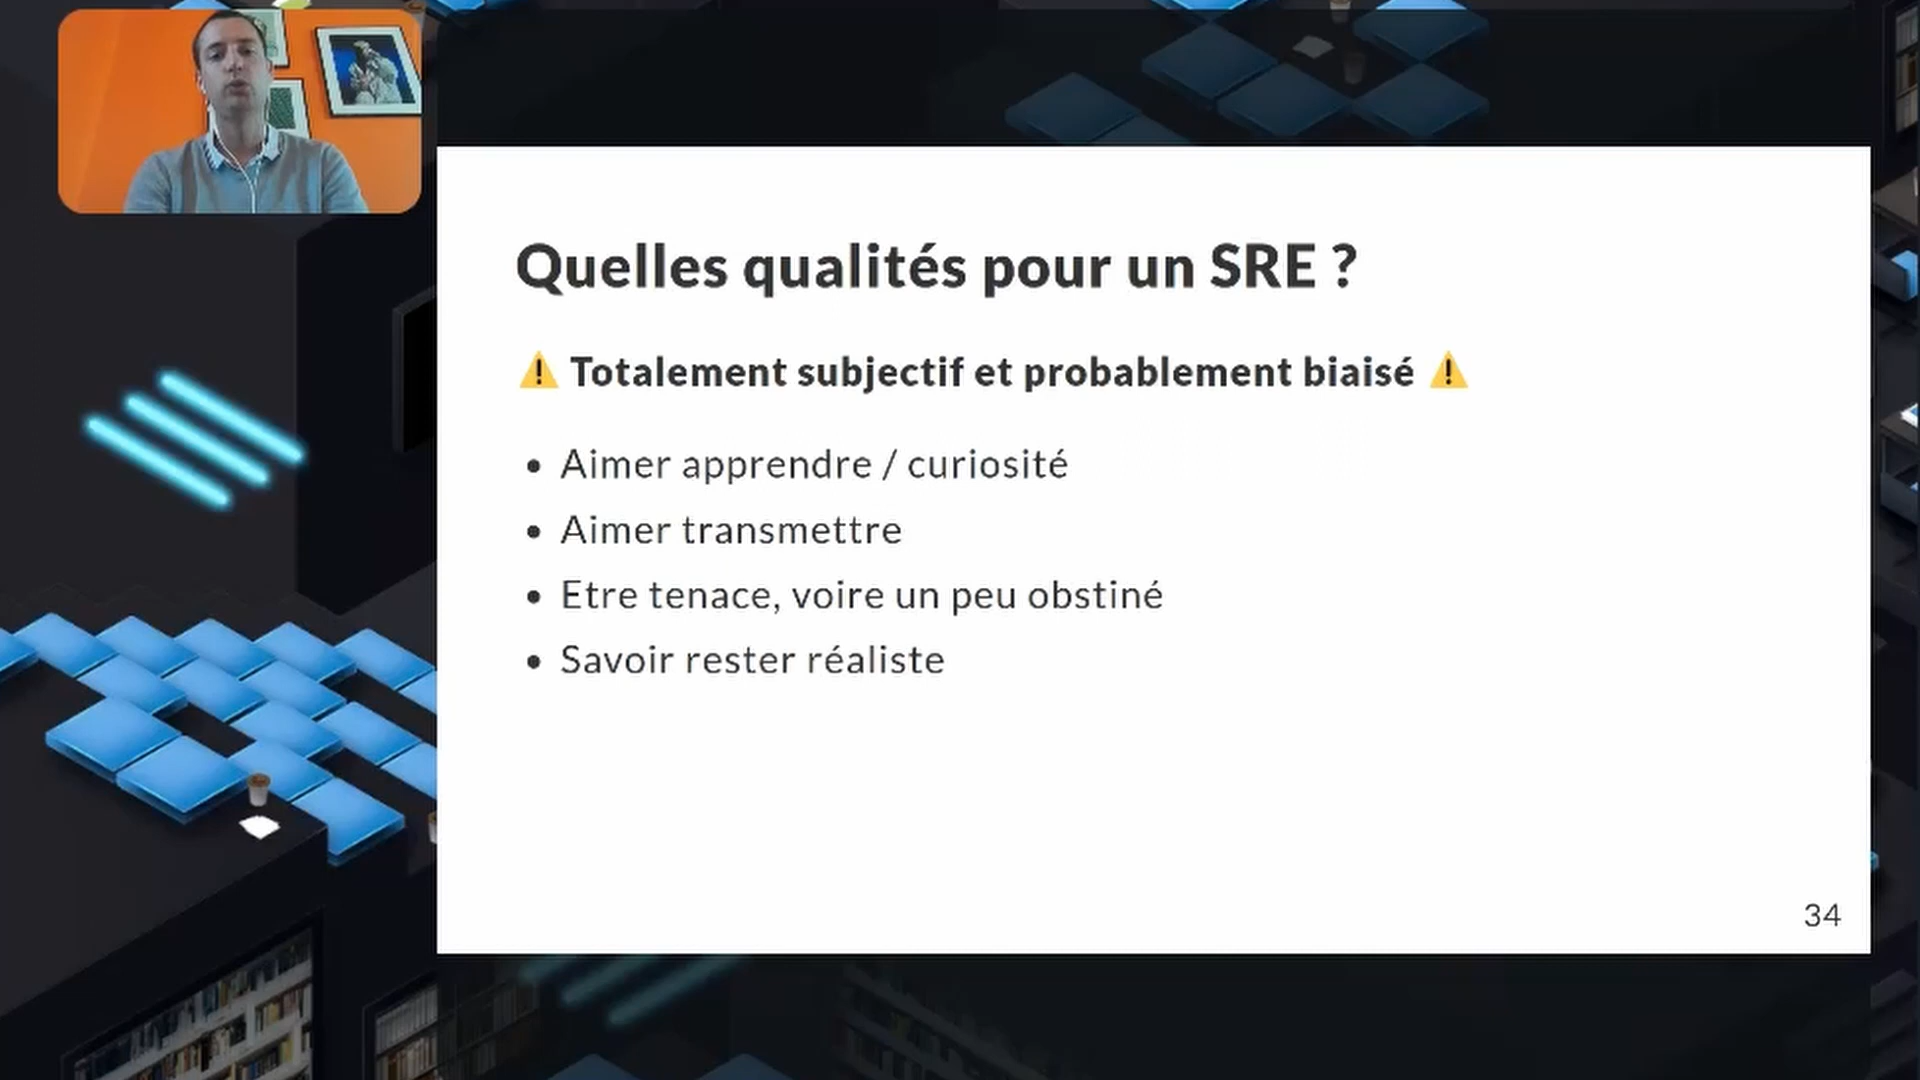 Quelles qualités pour un SRE ?
⚠️ Totalement subjectif et probablement biaisé ⚠️
• Aimer apprendre / curiosité
• Aimer transmettre
• Etre tenace, voire un peu obstiné
• Savoir rester réaliste
34